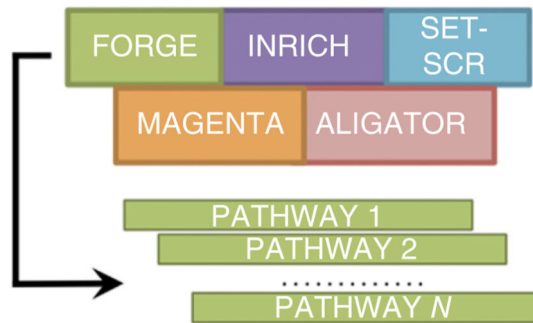 FORGE INRICH SET-
SCR
MAGENTA ALIGATOR
PATHWAY 1
PATHWAY 2
............
PATHWAY N